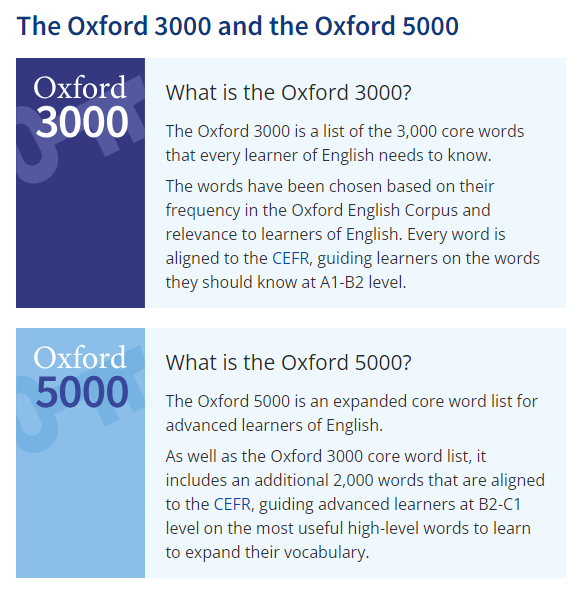 The Oxford 3000 and the Oxford 5000
Oxford
3000
What is the Oxford 3000?
The Oxford 3000 is a list of the 3,000 core words
that every learner of English needs to know.
The words have been chosen based on their
frequency in the Oxford English Corpus and
relevance to learners of English. Every word is
aligned to the CEFR, guiding learners on the words
they should know at A1-B2 level.
Oxford
5000
What is the Oxford 5000?
The Oxford 5000 is an expanded core word list for
advanced learners of English.
As well as the Oxford 3000 core word list, it
includes an additional 2,000 words that are aligned
to the CEFR, guiding advanced learners at B2-C1
level on the most useful high-level words to learn
to expand their vocabulary.